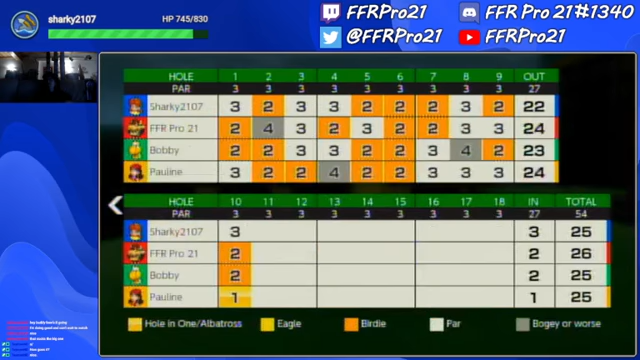 sharky2107
HP 745/830
FFRPro21
FFR Pro 21#1340
FFRPro21
FFRPro21
HOLE 1 2 3 4 5 6 7 8 9 OUT
PAR 3 3 3 3 3 3 3 3 3 27
Sharky2107 3 2 3 3 2 2 2 3 2 22
FFR Pro 21 2 4 3 2 3 2 2 3 3 24
Bobby 2 2 3 3 2 2 3 4 2 23
Pauline 3 2 2 4 2 2 3 3 3 24
HOLE 10 11 12 13 14 15 16 17 18 IN TOTAL
PAR 3 3 3 3 3 3 3 3 3 27 54
Sharky2107 3 3 25
FFR Pro 21 2 2 26
Bobby 2 2 25
Pauline 1 1 25
Hole in One/Albatross Eagle Birdie Par Bogey or worse